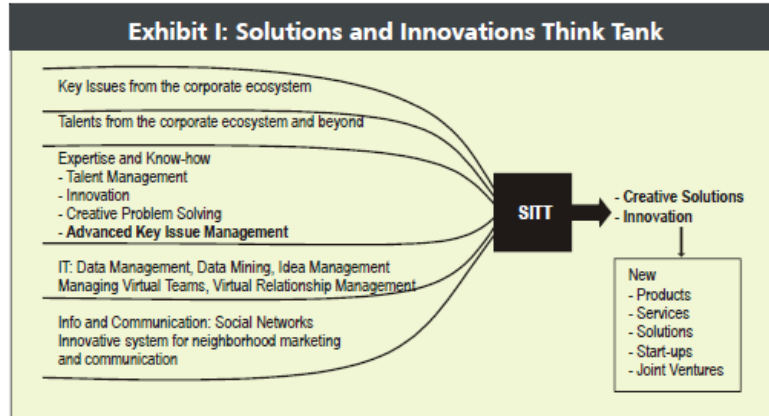 Exhibit I: Solutions and Innovations Think Tank
Key Issues from the corporate ecosystem
Talents from the corporate ecosystem and beyond
Expertise and Know-how
- Talent Management
- Innovation
- Creative Problem Solving
- Advanced Key Issue Management
IT: Data Management, Data Mining, Idea Management
Managing Virtual Teams, Virtual Relationship Management
Info and Communication: Social Networks
Innovative system for neighborhood marketing
and communication
SITT
- Creative Solutions
- Innovation
New
- Products
- Services
- Solutions
- Start-ups
- Joint Ventures